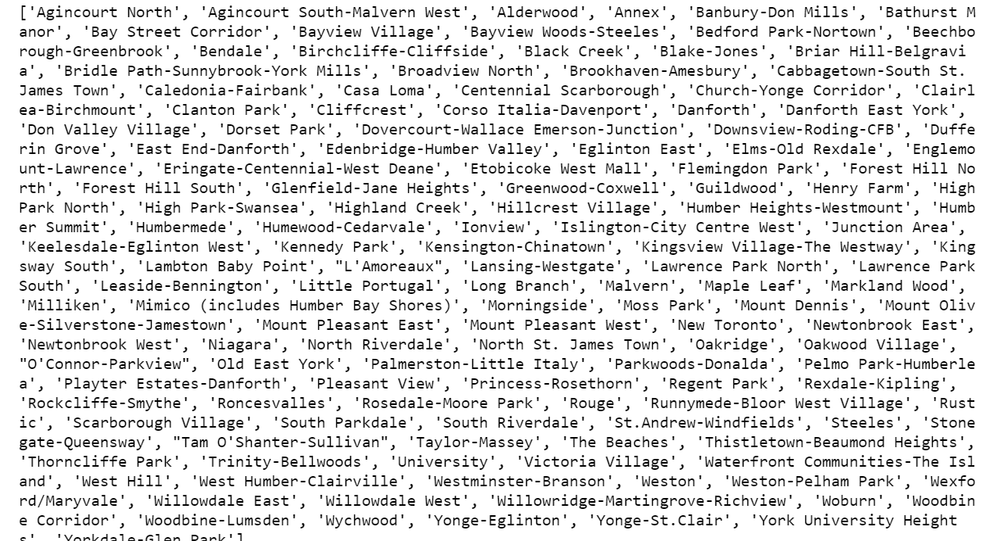 ['Agincourt North', 'Agincourt South-Malvern West', 'Alderwood', 'Annex', 'Banbury-Don Mills', 'Bathurst M
anor', 'Bay Street Corridor', 'Bayview Village', 'Bayview Woods-Steeles', 'Bedford Park-Nortown', 'Beechbo
rough-Greenbrook', 'Bendale', 'Birchcliffe-Cliffside', 'Black Creek', 'Blake-Jones', 'Briar Hill-Belgravi
a', 'Bridle Path-Sunnybrook-York Mills', 'Broadview North', 'Brookhaven-Amesbury', 'Cabbagetown-South St.
James Town', 'Caledonia-Fairbank', 'Casa Loma', 'Centennial Scarborough', 'Church-Yonge Corridor', 'Clairl
ea-Birchmount', 'Clanton Park', 'Cliffcrest', 'Corso Italia-Davenport', 'Danforth', 'Danforth East York',
'Don Valley Village', 'Dorset Park', 'Dovercourt-Wallace Emerson-Junction', 'Downsview-Roding-CFB', 'Duffe
rin Grove', 'East End-Danforth', 'Edenbridge-Humber Valley', 'Eglinton East', 'Elms-Old Rexdale', 'Englemo
unt-Lawrence', 'Eringate-Centennial-West Deane', 'Etobicoke West Mall', 'Flemingdon Park', 'Forest Hill No
rth', 'Forest Hill South', 'Glenfield-Jane Heights', 'Greenwood-Coxwell', 'Guildwood', 'Henry Farm', 'High
Park North', 'High Park-Swansea', 'Highland Creek', 'Hillcrest Village', 'Humber Heights-Westmount', 'Humb
er Summit', 'Humbermede', 'Humewood-Cedarvale', 'Ionview', 'Islington-City Centre West', 'Junction Area',
'Keelesdale-Eglinton West', 'Kennedy Park', 'Kensington-Chinatown', 'Kingsview Village-The Westway', 'King
sway South', 'Lambton Baby Point', "L'Amoreaux", 'Lansing-Westgate', 'Lawrence Park North', 'Lawrence Park
South', 'Leaside-Bennington', 'Little Portugal', 'Long Branch', 'Malvern', 'Maple Leaf', 'Markland Wood',
'Milliken', 'Mimico (includes Humber Bay Shores)', 'Morningside', 'Moss Park', 'Mount Dennis', 'Mount Oliv
e-Silverstone-Jamestown', 'Mount Pleasant East', 'Mount Pleasant West', 'New Toronto', 'Newtonbrook East',
'Newtonbrook West', 'Niagara', 'North Riverdale', 'North St. James Town', 'Oakridge', 'Oakwood Village',
"O'Connor-Parkview", 'Old East York', 'Palmerston-Little Italy', 'Parkwoods-Donalda', 'Pelmo Park-Humberle
a', 'Playter Estates-Danforth', 'Pleasant View', 'Princess-Rosethorn', 'Regent Park', 'Rexdale-Kipling',
'Rockcliffe-Smythe', 'Roncesvalles', 'Rosedale-Moore Park', 'Rouge', 'Runnymede-Bloor West Village', 'Rust
ic', 'Scarborough Village', 'South Parkdale', 'South Riverdale', 'St.Andrew-Windfields', 'Steeles', 'Stone
gate-Queensway', "Tam O'Shanter-Sullivan", 'Taylor-Massey', 'The Beaches', 'Thistletown-Beaumond Heights',
'Thorncliffe Park', 'Trinity-Bellwoods', 'University', 'Victoria Village', 'Waterfront Communities-The Isl
and', 'West Hill', 'West Humber-Clairville', 'Westminster-Branson', 'Weston', 'Weston-Pelham Park', 'Wexfo
rd/Maryvale', 'Willowdale East', 'Willowdale West', 'Willowridge-Martingrove-Richview', 'Woburn', 'Woodbin
e Corridor', 'Woodbine-Lumsden', 'Wychwood', 'Yonge-Eglinton', 'Yonge-St.Clair', 'York University Height
s', 'Yorkdale-Glen Park']